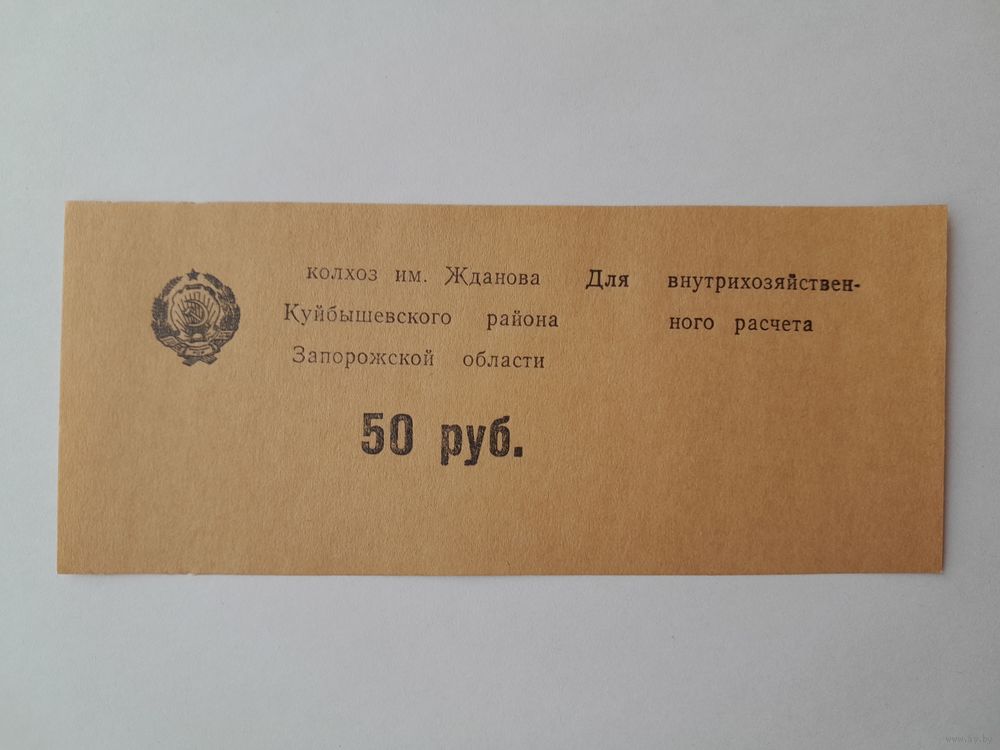 колхоз им. Жданова
Куйбышевского района
Запорожской области
Для внутрихозяйствен-
ного расчета
50 руб.